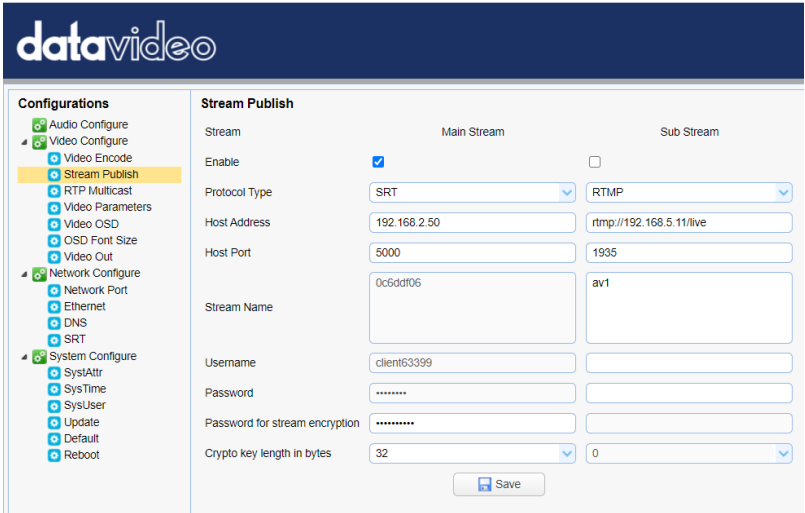 datavideo
Configurations
Audio Configure
Video Configure
Video Encode
Stream Publish
RTP Multicast
Video Parameters
Video OSD
OSD Font Size
Video Out
Network Configure
Network Port
Ethernet
DNS
SRT
System Configure
SystAttr
SysTime
SysUser
Update
Default
Reboot
Stream Publish
Stream Main Stream Sub Stream
Enable
Protocol Type SRT RTMP
Host Address 192.168.2.50 rtmp://192.168.5.11/live
Host Port 5000 1935
Stream Name 0c6ddf06 av1
Username client63399
Password ••••••••
Password for stream encryption ••••••••••
Crypto key length in bytes 32 0
Save